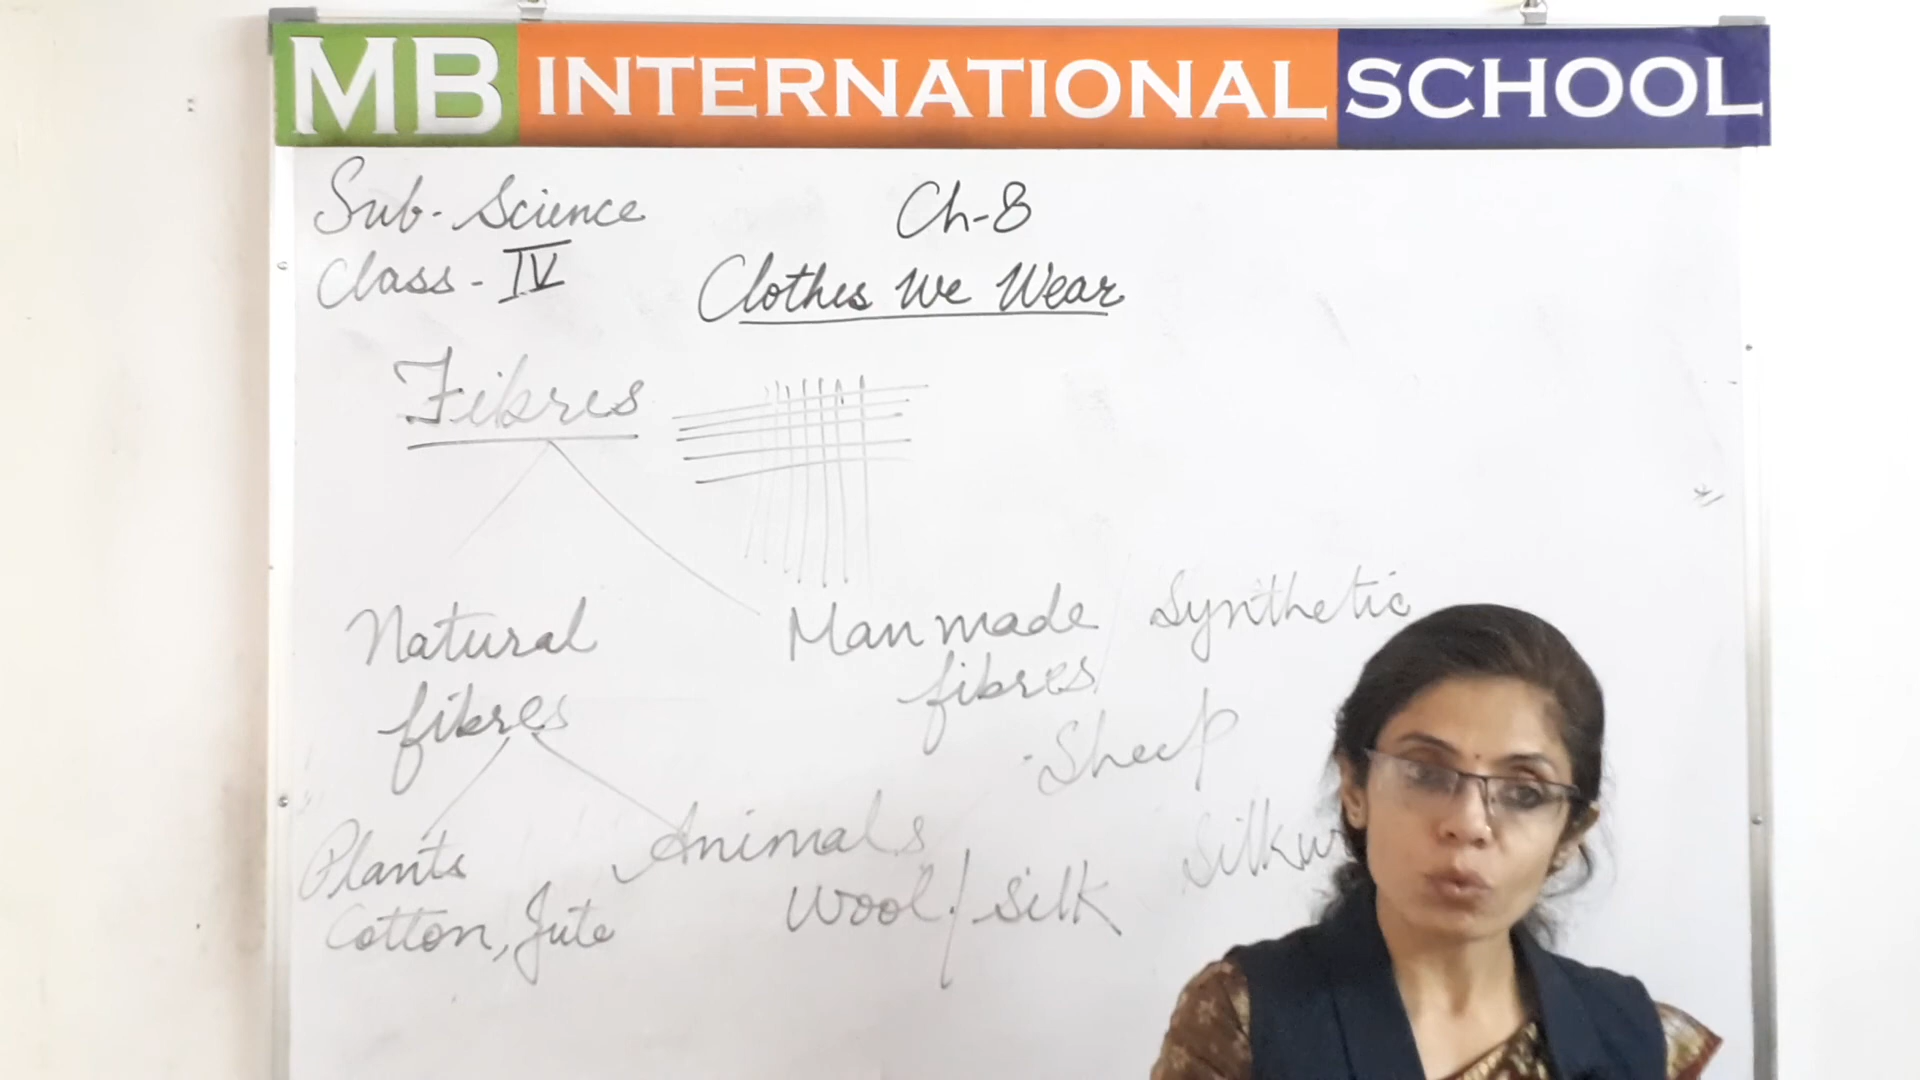 MB INTERNATIONAL SCHOOL
Sub-Science
Class-IV
Ch-8
Clothes We Wear
Fibres
Natural fibres
Man made fibres / Synthetic
Plants
Cotton, Jute
Animals
Wool / Silk
Sheep